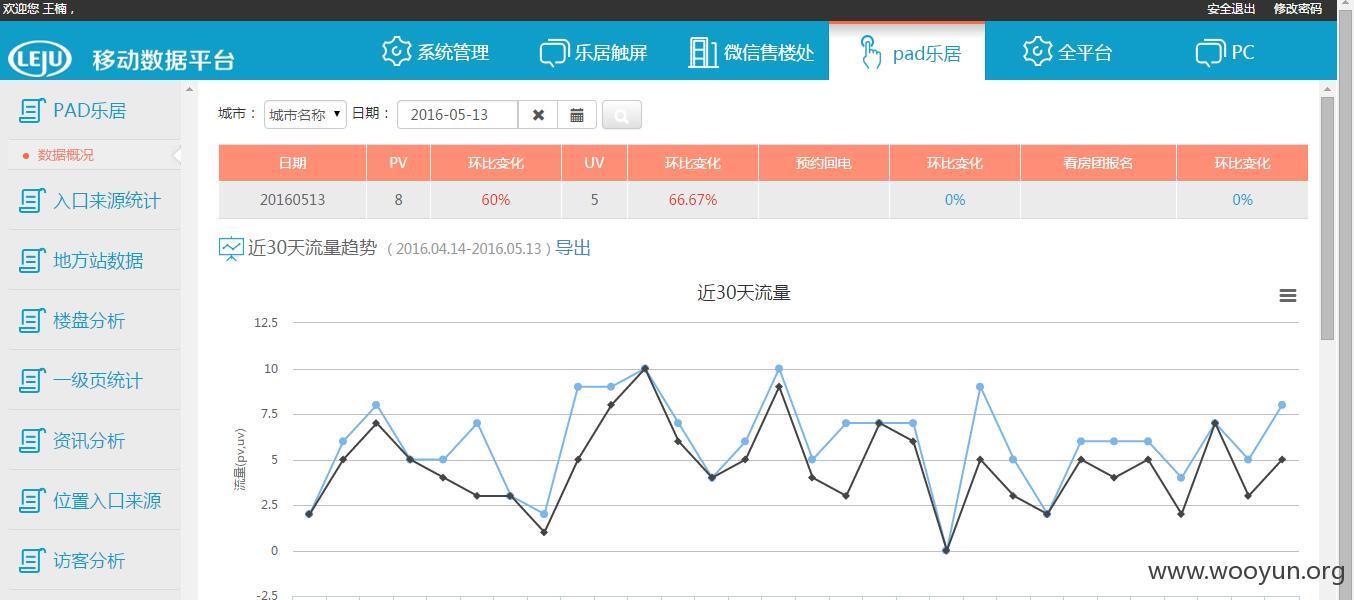 欢迎您 王楠， 安全退出 修改密码
LEJU 移动数据平台 系统管理 乐居触屏 微信售楼处 pad乐居 全平台 PC
PAD乐居
数据概况
入口来源统计
地方站数据
楼盘分析
一级页统计
资讯分析
位置入口来源
访客分析
城市： 城市名称 日期： 2016-05-13
日期 PV 环比变化 UV 环比变化 预约回电 环比变化 看房团报名 环比变化
20160513 8 60% 5 66.67% 0% 0%
近30天流量趋势 （2016.04.14-2016.05.13）导出
近30天流量
流量(pv,uv)
12.5
10
7.5
5
2.5
0
-2.5
www.wooyun.org